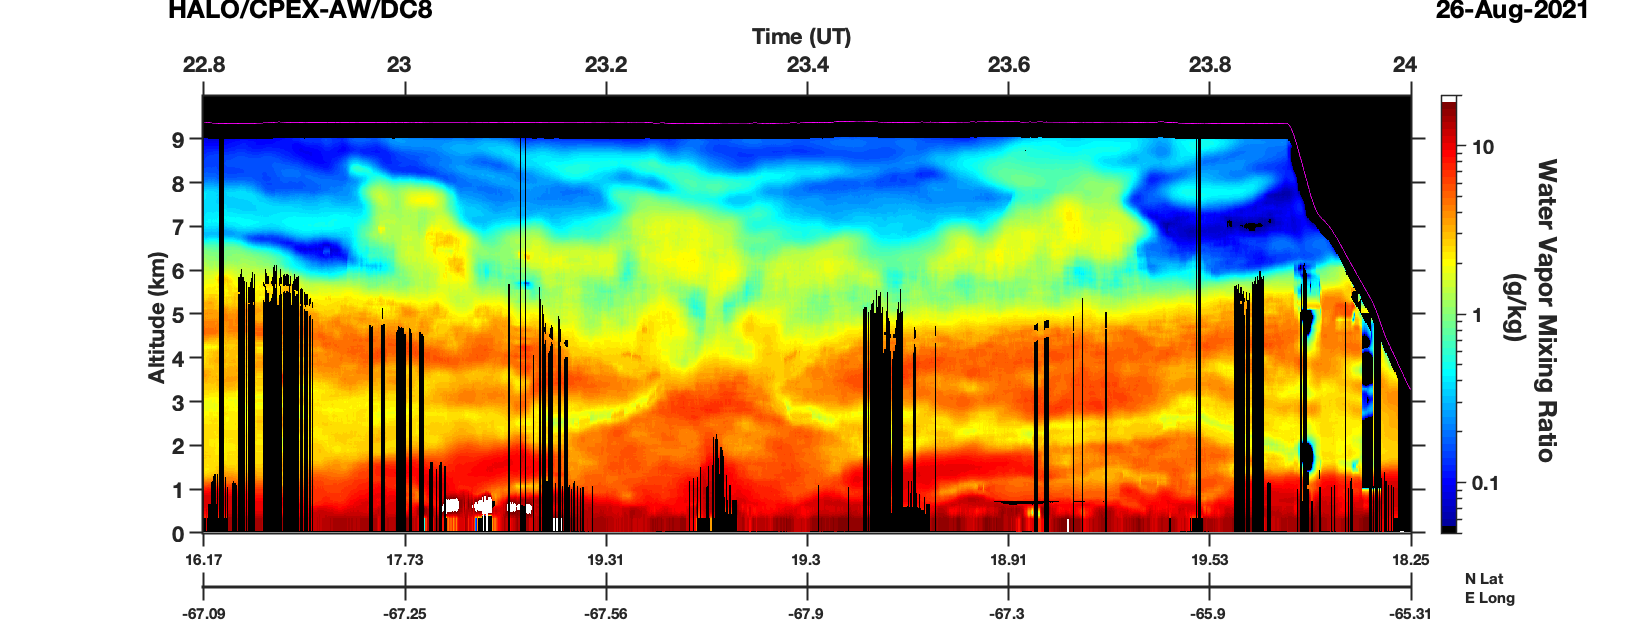 HALO/CPEX-AW/DC8
26-Aug-2021
Time (UT)
22.8 23 23.2 23.4 23.6 23.8 24
9
8
7
6
5
4
3
2
1
0
Altitude (km)
10
1
0.1
Water Vapor Mixing Ratio
(g/kg)
16.17 17.73 19.31 19.3 18.91 19.53 18.25
N Lat
E Long
-67.09 -67.25 -67.56 -67.9 -67.3 -65.9 -65.31